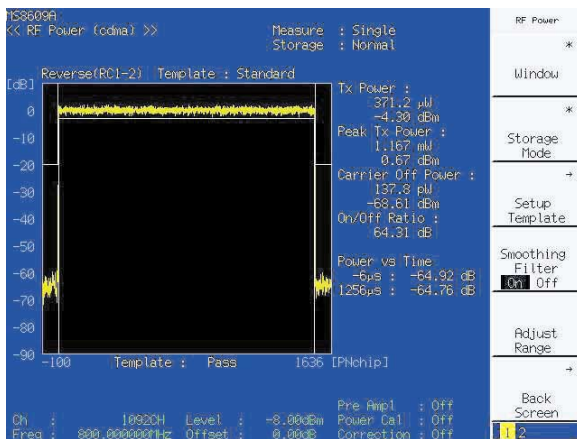 MS8609A
<< RF Power (cdma) >>
Measure : Single
Storage : Normal
Reverse(RC1-2) Template : Standard
[dB]
0
-10
-20
-30
-40
-50
-60
-70
-80
-90
-100 Template : Pass 1636 [PNchip]
Tx Power :
371.2 µW
-4.30 dBm
Peak Tx Power :
1.167 mW
0.67 dBm
Carrier Off Power :
137.8 pW
-68.61 dBm
On/Off Ratio :
64.31 dB
Power vs Time
-6µs : -64.92 dB
1256µs : -64.76 dB
Ch : 1092CH Level : -8.00dBm
Freq : 800.000000MHz Offset : 0.00dB
Pre Ampl : Off
Power Cal : Off
Correction : Off
RF Power
*
Window
*
Storage
Mode
→
Setup
Template
Smoothing
Filter
On Off
Adjust
Range
→
Back
Screen
1 2